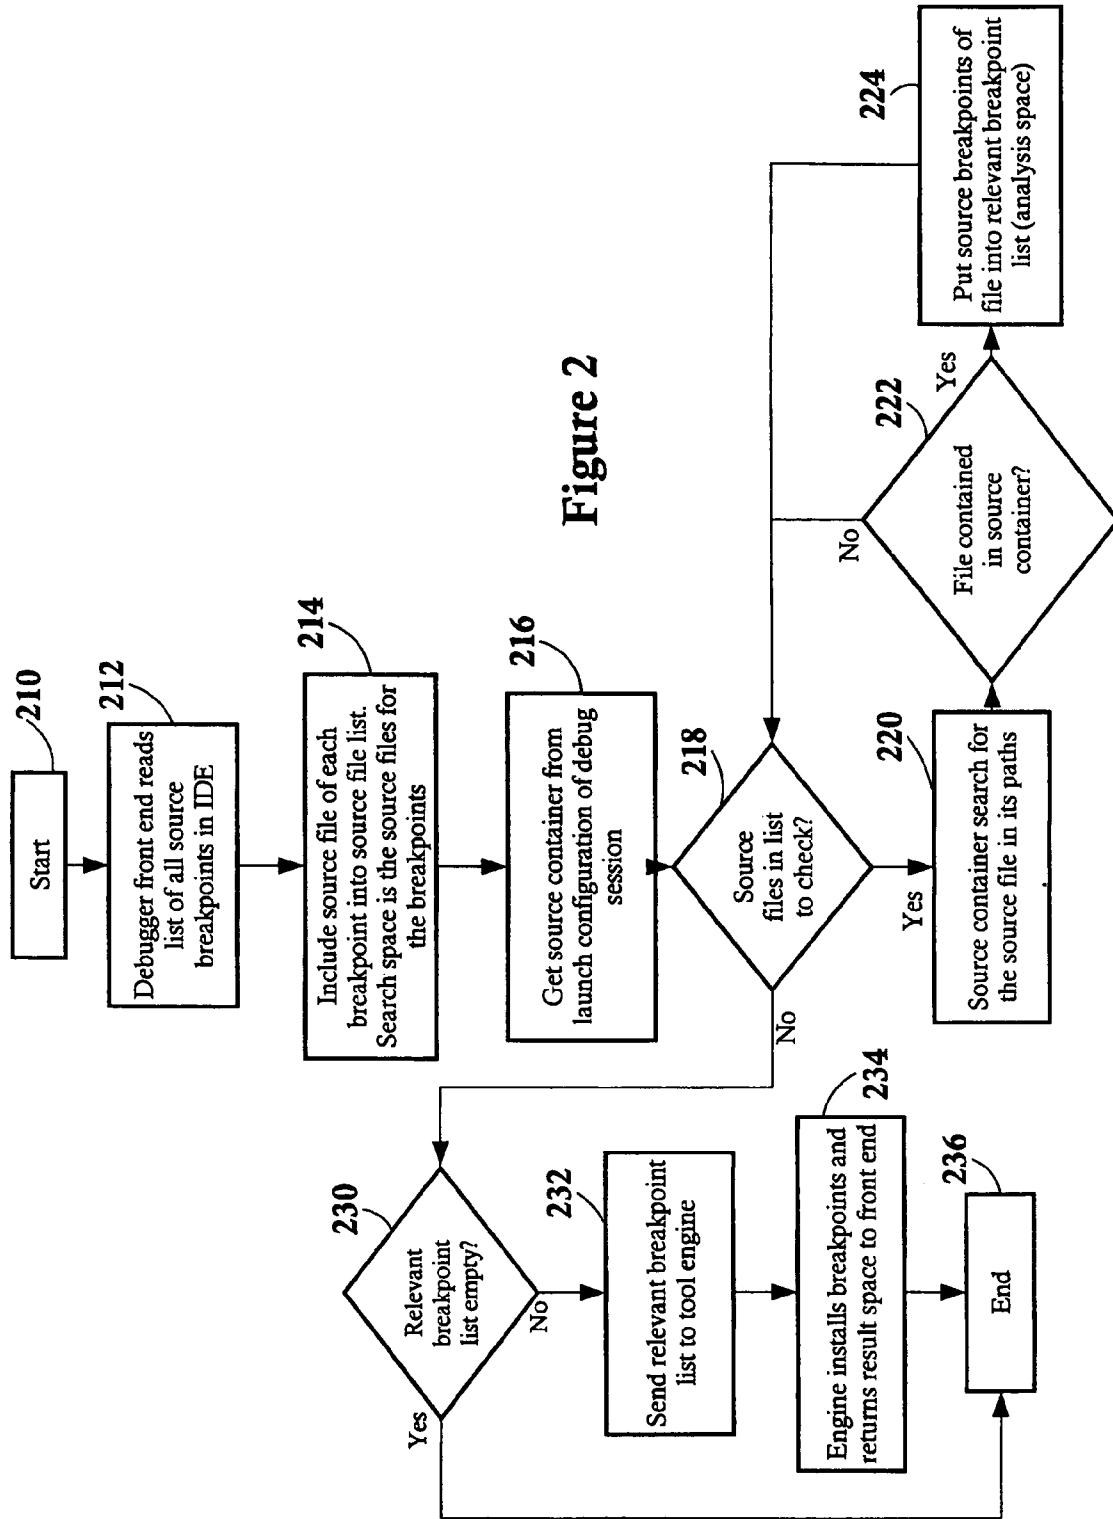 210
Start
212
Debugger front end reads
list of all source
breakpoints in IDE
214
Include source file of each
breakpoint into source file list.
Search space is the source files for
the breakpoints
216
Get source container from
launch configuration of debug
session
218
Source
files in list
to check?
No
Yes
220
Source container search for
the source file in its paths
222
File contained
in source
container?
No
Yes
224
Put source breakpoints of
file into relevant breakpoint
list (analysis space)
230
Relevant
breakpoint
list empty?
Yes
No
232
Send relevant breakpoint
list to tool engine
234
Engine installs breakpoints and
returns result space to front end
236
End
Figure 2